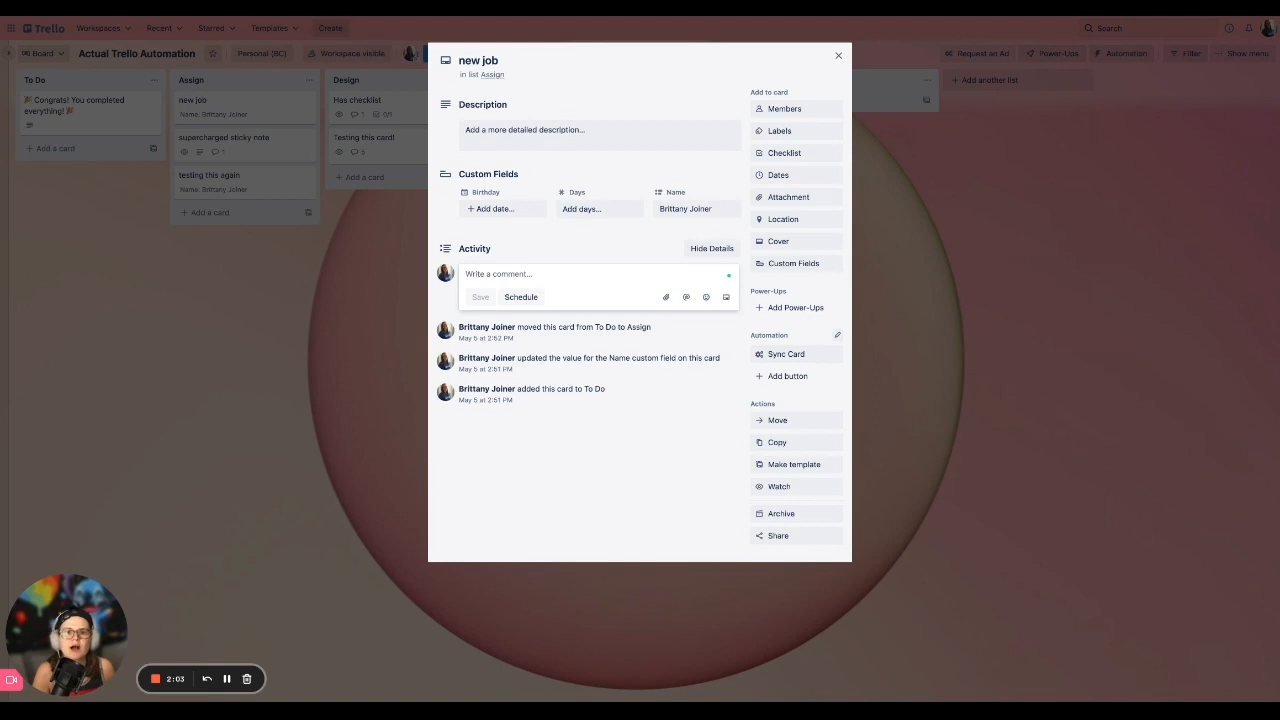 Trello
Workspaces
Recent
Starred
Templates
Create
Search
Board
Actual Trello Automation
Personal (BC)
Workspace visible
Request an Ad
Power-Ups
Automation
Filter
Show menu
To Do
🎉 Congrats! You completed
everything! 🎉
+ Add a card
Assign
new job
Name: Brittany Joiner
supercharged sticky note
1
testing this again
Name: Brittany Joiner
+ Add a card
Design
Has checklist
1
0/1
Testing this card!
5
+ Add a card
+ Add another list
new job
in list Assign
Description
Add a more detailed description...
Custom Fields
Birthday
Days
Name
+ Add date...
Add days...
Brittany Joiner
Activity
Hide Details
Write a comment...
Save
Schedule
Brittany Joiner moved this card from To Do to Assign
May 5 at 2:52 PM
Brittany Joiner updated the value for the Name custom field on this card
May 5 at 2:51 PM
Brittany Joiner added this card to To Do
May 5 at 2:51 PM
Add to card
Members
Labels
Checklist
Dates
Attachment
Location
Cover
Custom Fields
Power-Ups
+ Add Power-Ups
Automation
Sync Card
+ Add button
Actions
Move
Copy
Make template
Watch
Archive
Share
2:03